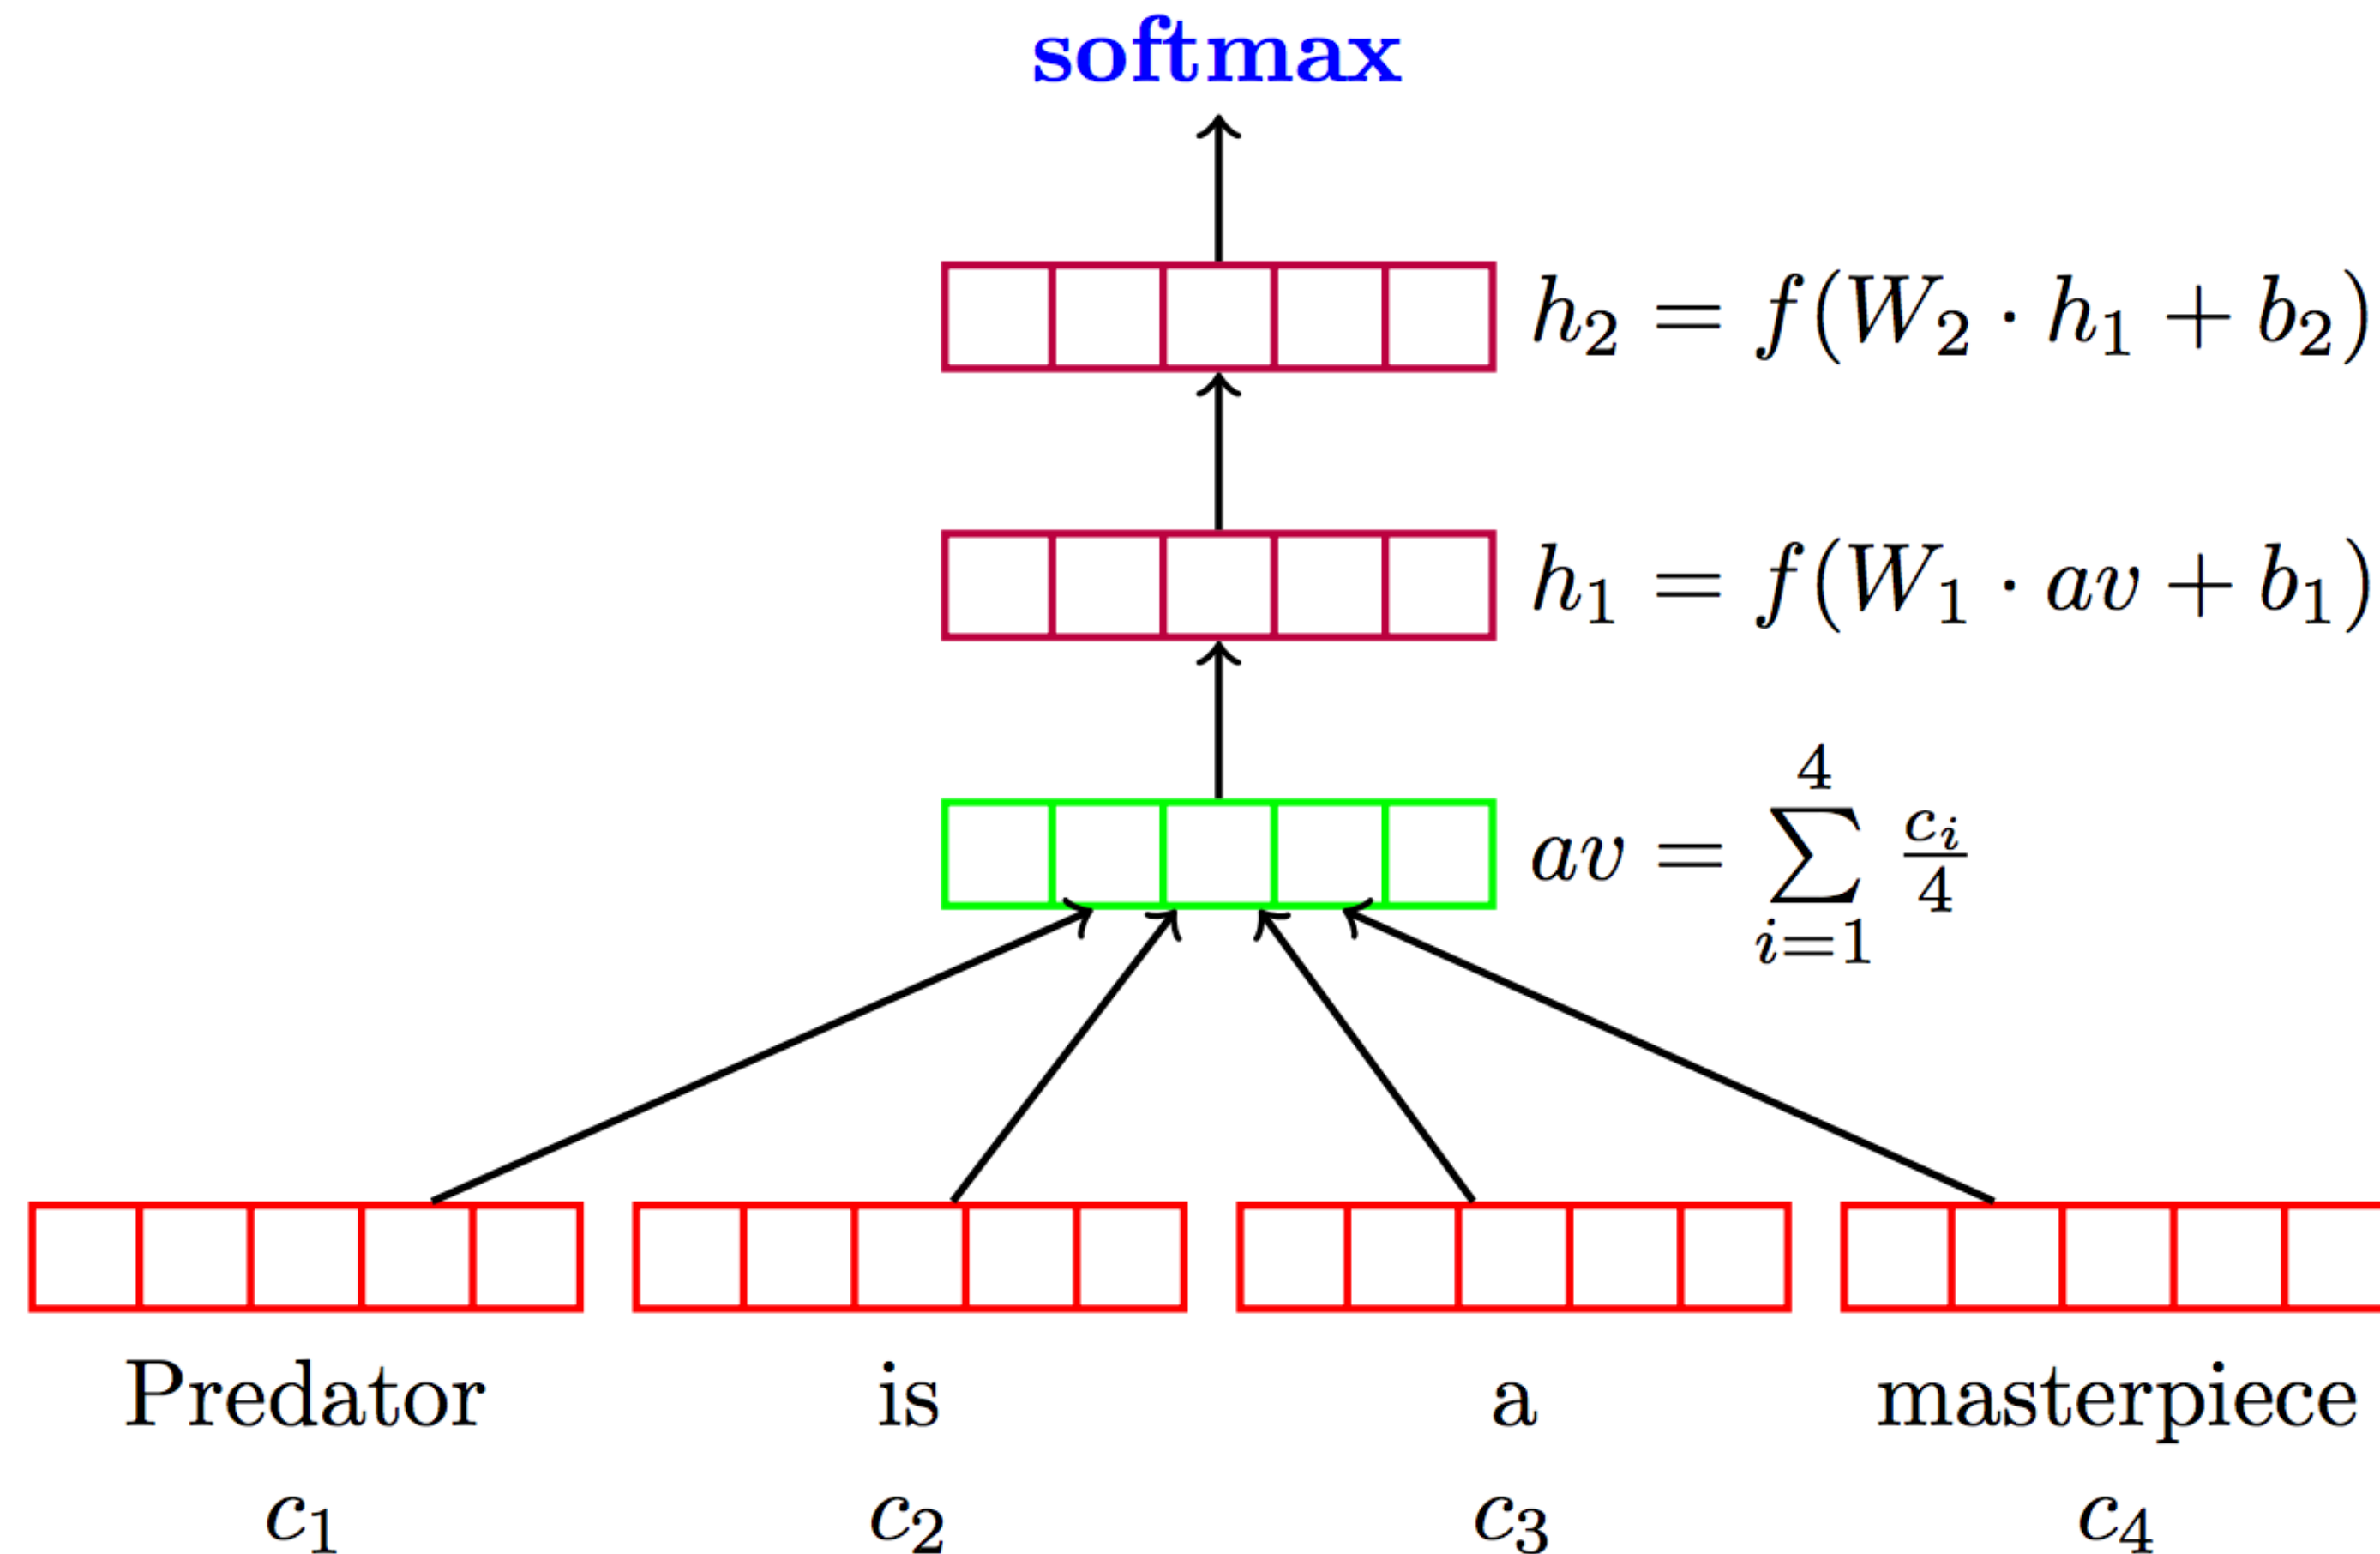 softmax
h₂ = f(W₂ · h₁ + b₂)
h₁ = f(W₁ · av + b₁)
av = ∑_{i=1}^{4} c_i/4
Predator is a masterpiece
c₁ c₂ c₃ c₄